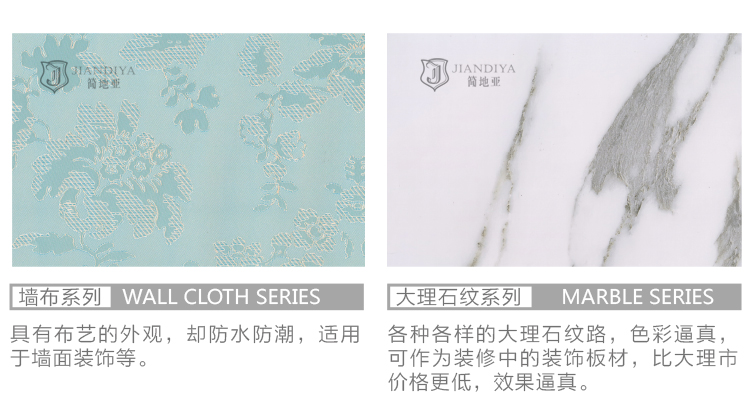 JIANDIYA
简地亚
JIANDIYA
简地亚
墙布系列 WALL CLOTH SERIES
大理石纹系列 MARBLE SERIES
具有布艺的外观，却防水防潮，适用
于墙面装饰等。
各种各样的大理石纹路，色彩逼真，
可作为装修中的装饰板材，比大理市
价格更低，效果逼真。